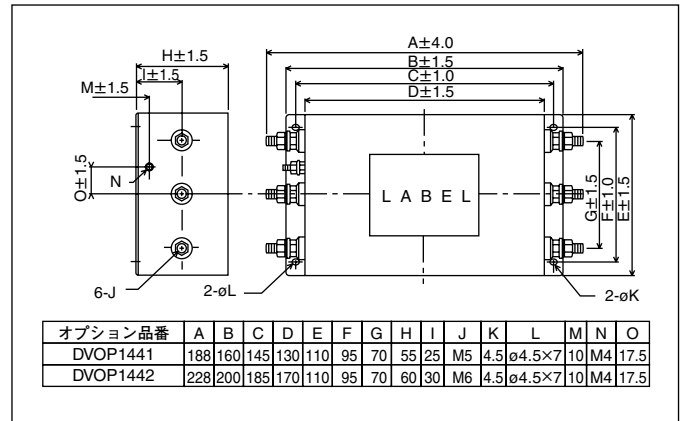 A±4.0
B±1.5
C±1.0
D±1.5
H±1.5
I±1.5
M±1.5
O±1.5
N
6-J
2-øL
LABEL
G±1.5
F±1.0
E±1.5
2-øK
オプション品番 A B C D E F G H I J K L M N O
DVOP1441 188 160 145 130 110 95 70 55 25 M5 4.5 ø4.5×7 10 M4 17.5
DVOP1442 228 200 185 170 110 95 70 60 30 M6 4.5 ø4.5×7 10 M4 17.5